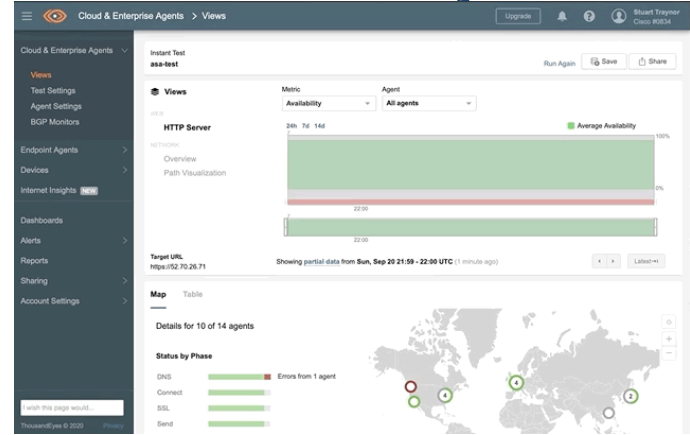 Cloud & Enterprise Agents > Views
Upgrade
Stuart Traynor
Cisco #0834
Cloud & Enterprise Agents
Views
Test Settings
Agent Settings
BGP Monitors
Endpoint Agents
Devices
Internet Insights NEW
Dashboards
Alerts
Reports
Sharing
Account Settings
I wish this page would...
ThousandEyes © 2020 Privacy
Instant Test
asa-test
Run Again Save Share
Views
WEB
HTTP Server
NETWORK
Overview
Path Visualization
Target URL
https://52.70.26.71
Metric Agent
Availability All agents
24h 7d 14d
Average Availability
100%
0%
22:00
22:00
Showing partial data from Sun, Sep 20 21:59 - 22:00 UTC (1 minute ago)
Latest
Map Table
Details for 10 of 14 agents
Status by Phase
DNS Errors from 1 agent
Connect
SSL
Send
4
4
2